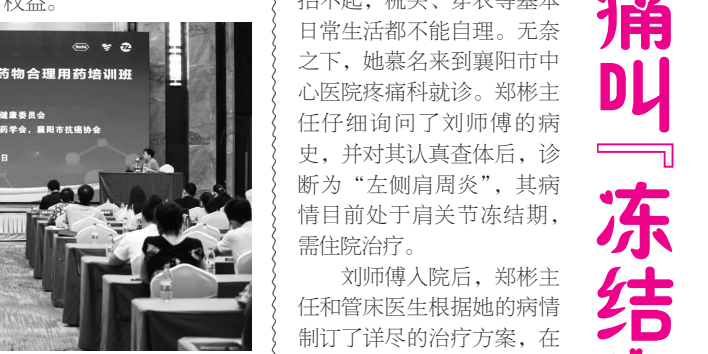 权益。
Roche
药物合理用药培训班
健康委员会
药学会，襄阳市抗癌协会
日
抬不起，梳头、穿衣等基本
日常生活都不能自理。无奈
之下，她慕名来到襄阳市中
心医院疼痛科就诊。郑彬主
任仔细询问了刘师傅的病
史，并对其认真查体后，诊
断为“左侧肩周炎”，其病
情目前处于肩关节冻结期，
需住院治疗。
刘师傅入院后，郑彬主
任和管床医生根据她的病情
制订了详尽的治疗方案，在
痛叫『冻结